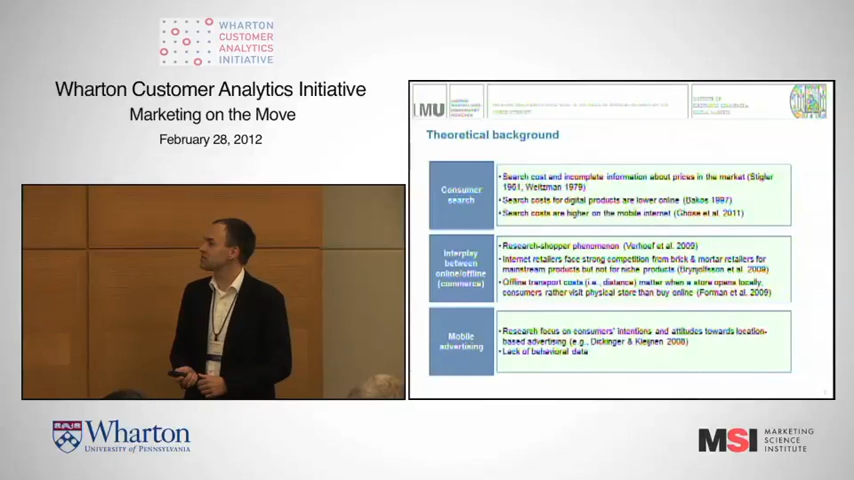 WHARTON
CUSTOMER
ANALYTICS
INITIATIVE
Wharton Customer Analytics Initiative
Marketing on the Move
February 28, 2012
LMU
Theoretical background
Consumer
search
• Search cost and incomplete information about prices in the market (Stigler
1961, Weitzman 1979)
• Search costs for digital products are lower online (Bakos 1997)
• Search costs are higher on the mobile internet (Ghose et al. 2011)
Interplay
between
online/offline
(commerce)
• Research-shopper phenomenon (Verhoef et al. 2009)
• Internet retailers face strong competition from brick & mortar retailers for
mainstream products but not for niche products (Brynjolfsson et al. 2009)
• Offline transport costs (i.e., distance) matter when a store opens locally,
consumers rather visit physical store than buy online (Forman et al. 2009)
Mobile
advertising
• Research focus on consumers' intentions and attitudes towards location-
based advertising (e.g., Dickinger & Kleijnen 2008)
• Lack of behavioral data
Wharton
UNIVERSITY of PENNSYLVANIA
MSI
MARKETING
SCIENCE
INSTITUTE